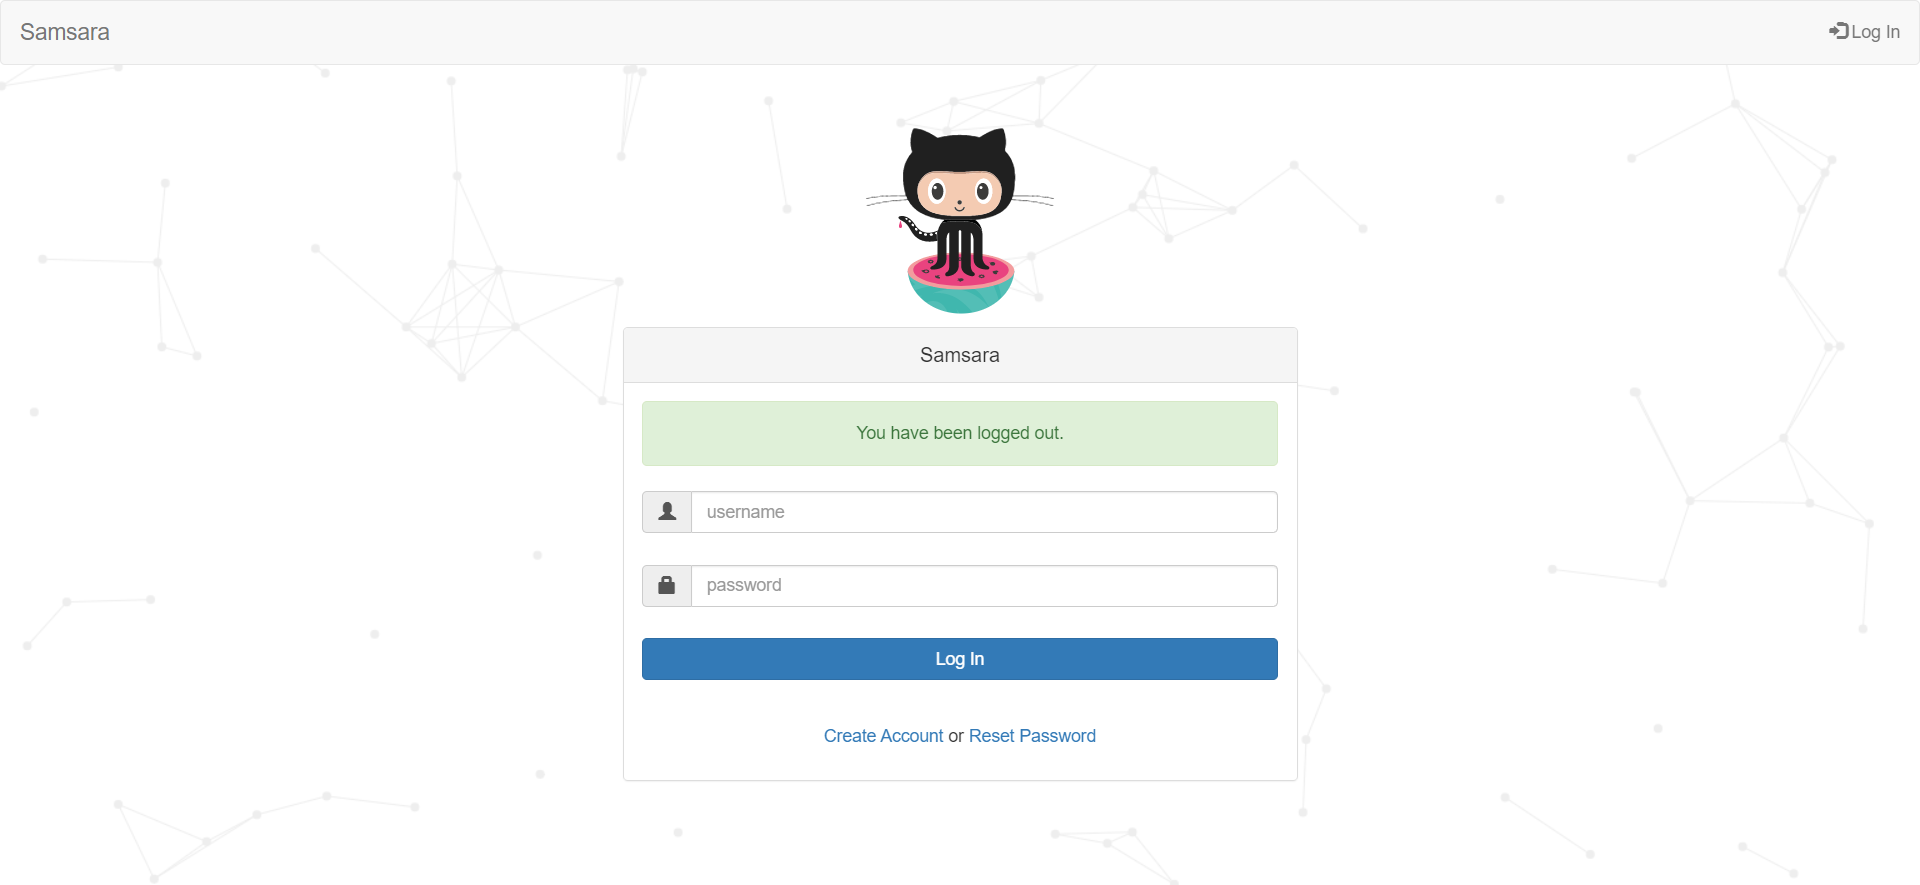 Samsara
Log In
Samsara
You have been logged out.
username
password
Log In
Create Account or Reset Password